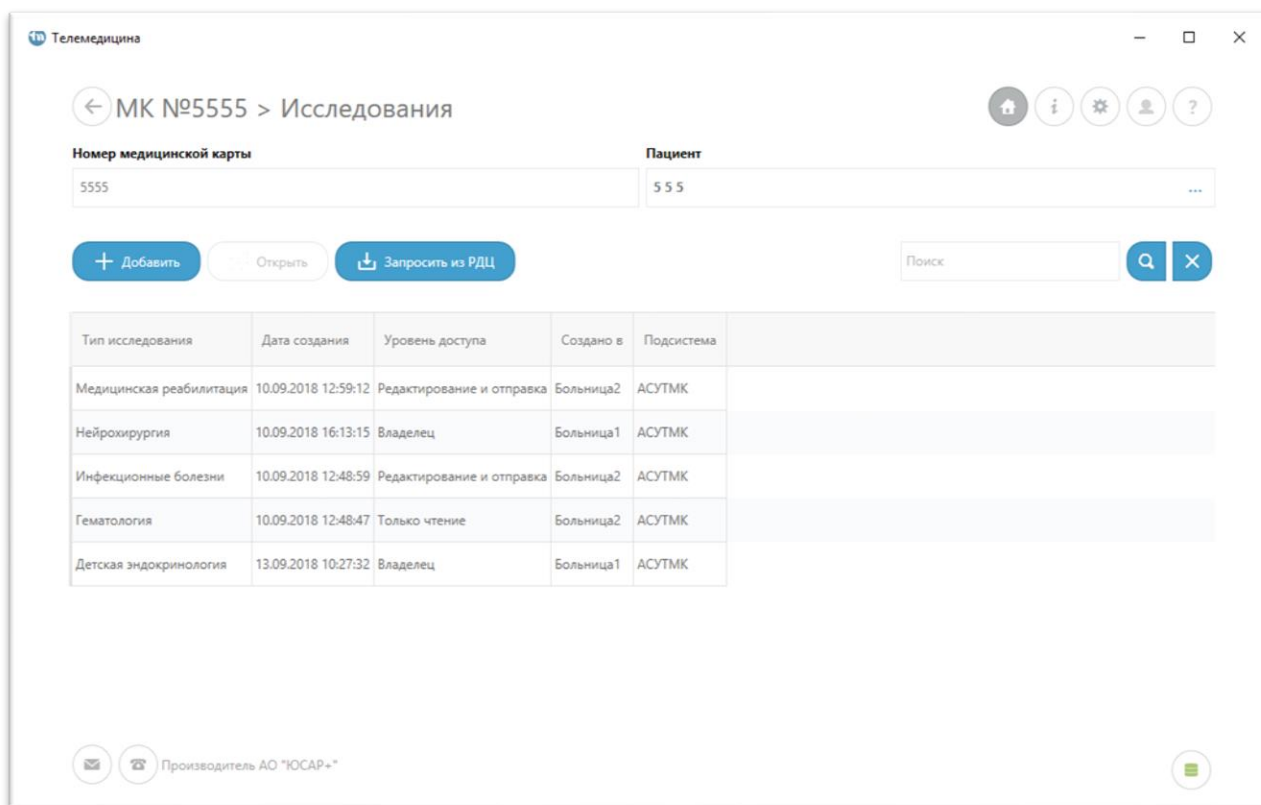 Телемедицина
МК №5555 > Исследования
Номер медицинской карты Пациент
5555 5 5 5 ...
Добавить Открыть Запросить из РДЦ Поиск
Тип исследования Дата создания Уровень доступа Создано в Подсистема
Медицинская реабилитация 10.09.2018 12:59:12 Редактирование и отправка Больница2 АСУТМК
Нейрохирургия 10.09.2018 16:13:15 Владелец Больница1 АСУТМК
Инфекционные болезни 10.09.2018 12:48:59 Редактирование и отправка Больница2 АСУТМК
Гематология 10.09.2018 12:48:47 Только чтение Больница2 АСУТМК
Детская эндокринология 13.09.2018 10:27:32 Владелец Больница1 АСУТМК
Производитель АО "ЮСАР+"